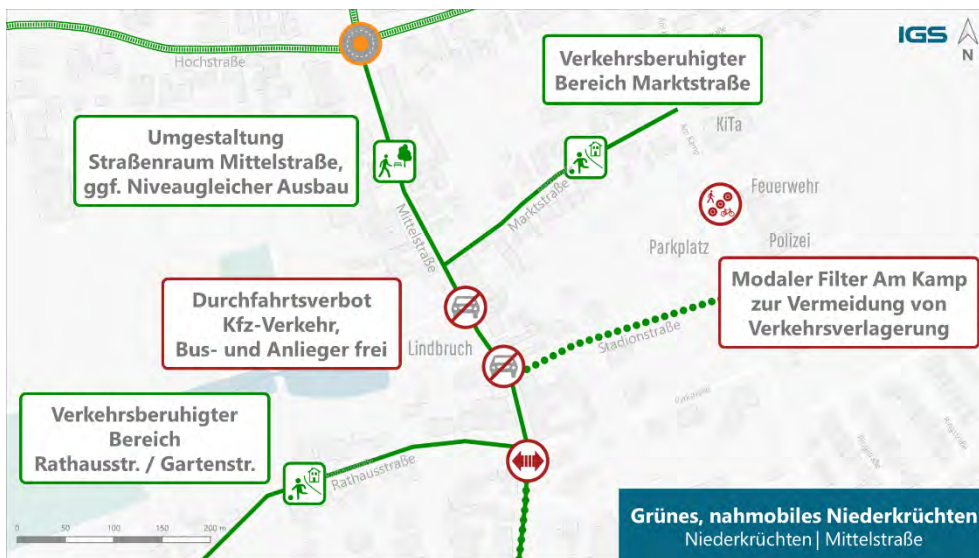 IGS
N
Hochstraße
Verkehrsberuhigter
Bereich Marktstraße
KiTa
Am Kamp
Umgestaltung
Straßenraum Mittelstraße,
ggf. Niveaugleicher Ausbau
Mittelstraße
Marktstraße
Feuerwehr
Parkplatz
Polizei
Durchfahrtsverbot
Kfz-Verkehr,
Bus- und Anlieger frei
Lindbruch
Stadionstraße
Modaler Filter Am Kamp
zur Vermeidung von
Verkehrsverlagerung
Verkehrsberuhigter
Bereich
Rathausstr. / Gartenstr.
Rathausstraße
0 50 100 150 200 m
Grünes, nahmobiles Niederkrüchten
Niederkrüchten | Mittelstraße